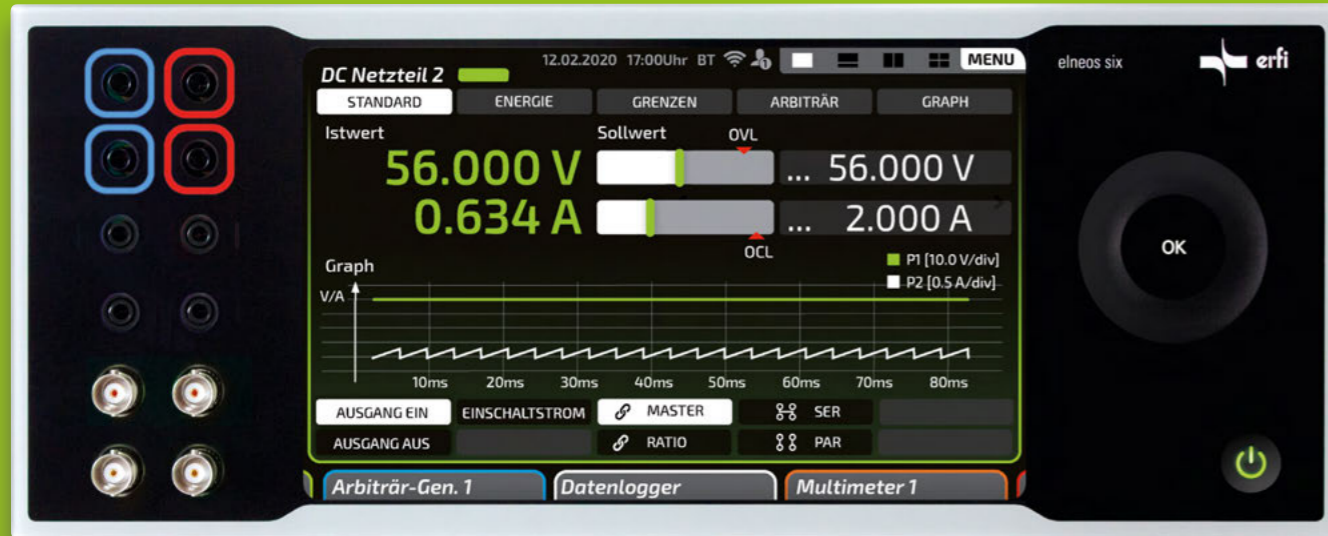 12.02.2020 17:00Uhr BT
MENU
DC Netzteil 2
STANDARD ENERGIE GRENZEN ARBITRÄR GRAPH
Istwert Sollwert OVL
56.000 V ... 56.000 V
0.634 A ... 2.000 A
OCL
Graph
P1 [10.0 V/div]
P2 [0.5 A/div]
V/A
10ms 20ms 30ms 40ms 50ms 60ms 70ms 80ms
AUSGANG EIN EINSCHALTSTROM MASTER SER
AUSGANG AUS RATIO PAR
Arbiträr-Gen. 1 Datenlogger Multimeter 1
elneos six erfi
OK